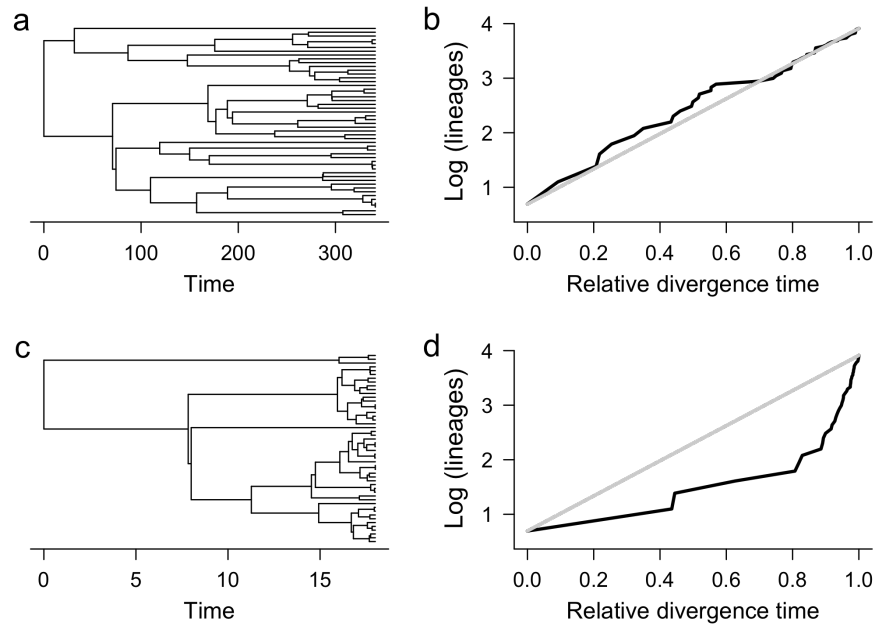 a
0 100 200 300
Time
b
Log (lineages)
4
3
2
1
0.0 0.2 0.4 0.6 0.8 1.0
Relative divergence time
c
0 5 10 15
Time
d
Log (lineages)
4
3
2
1
0.0 0.2 0.4 0.6 0.8 1.0
Relative divergence time